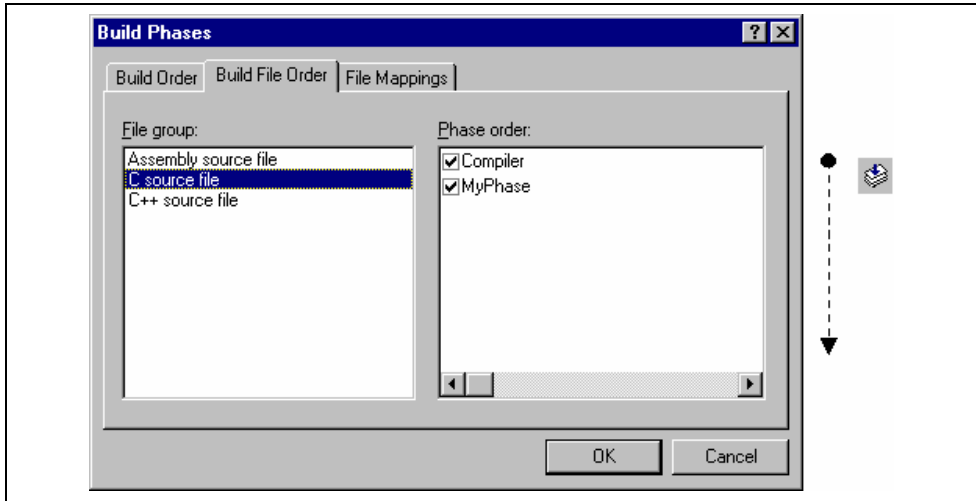 Build Phases
Build Order Build File Order File Mappings
File group: Phase order:
Assembly source file
C source file
C++ source file
Compiler
MyPhase
OK Cancel